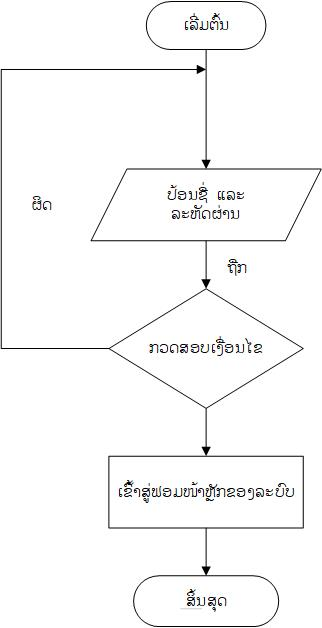 ເລີ່ມຕົ້ນ
ປ້ອນຊື່ ແລະ
ລະຫັດຜ່ານ
ຜິດ
ຖືກ
ກວດສອບເງື່ອນໄຂ
ເຂົ້າສູ່ຟອມໜ້າຫຼັກຂອງລະບົບ
ສິ້ນສຸດ